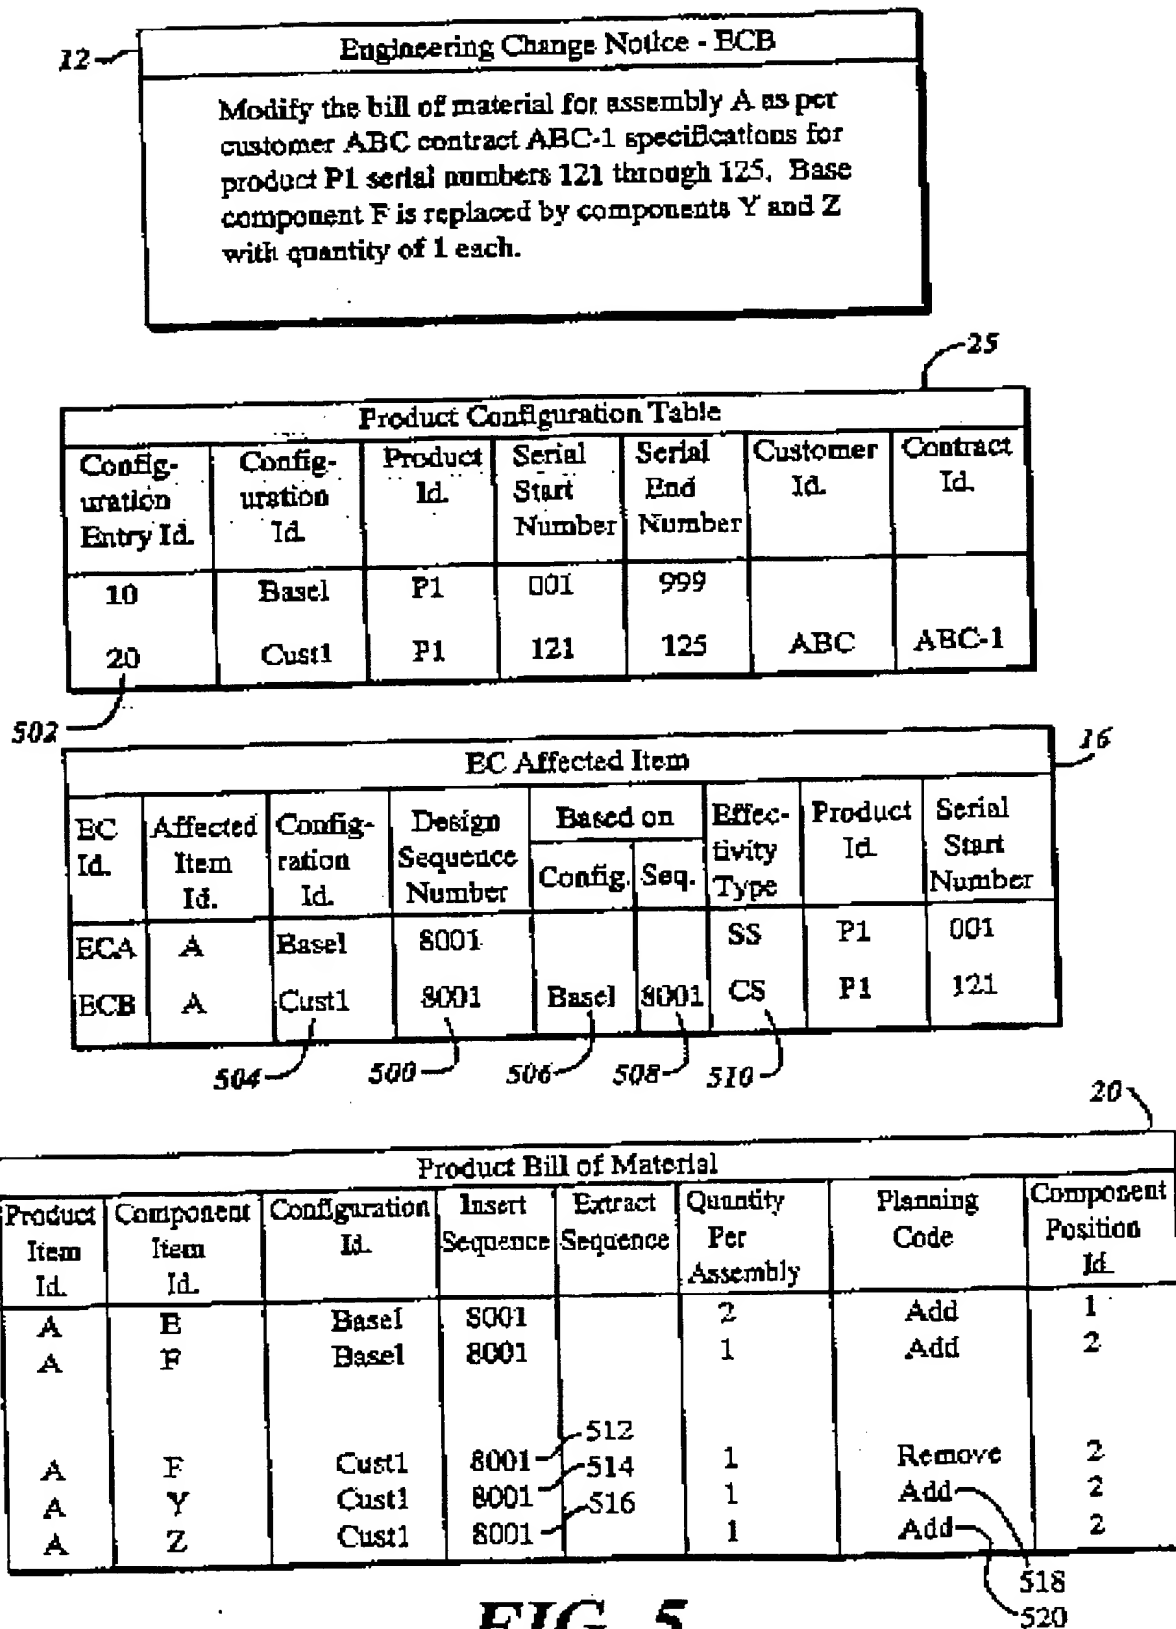 12
Engineering Change Notice - ECB
Modify the bill of material for assembly A as per
customer ABC contract ABC-1 specifications for
product P1 serial numbers 121 through 125. Base
component F is replaced by components Y and Z
with quantity of 1 each.
25
Product Configuration Table
Config-uration Entry Id. Config-uration Id. Product Id. Serial Start Number Serial End Number Customer Id. Contract Id.
10 Base1 P1 001 999
20 Cust1 P1 121 125 ABC ABC-1
502
16
EC Affected Item
EC Id. Affected Item Id. Config-ration Id. Design Sequence Number Based on Config. Seq. Effec-tivity Type Product Id. Serial Start Number
ECA A Base1 8001 SS P1 001
ECB A Cust1 8001 Base1 8001 CS P1 121
504 500 506 508 510
20
Product Bill of Material
Product Item Id. Component Item Id. Configuration Id. Insert Sequence Extract Sequence Quantity Per Assembly Planning Code Component Position Id.
A E Base1 8001 2 Add 1
A F Base1 8001 1 Add 2
512
A F Cust1 8001 1 Remove 2
514
A Y Cust1 8001 1 Add 2
516
A Z Cust1 8001 1 Add 2
518
520
FIG. 5